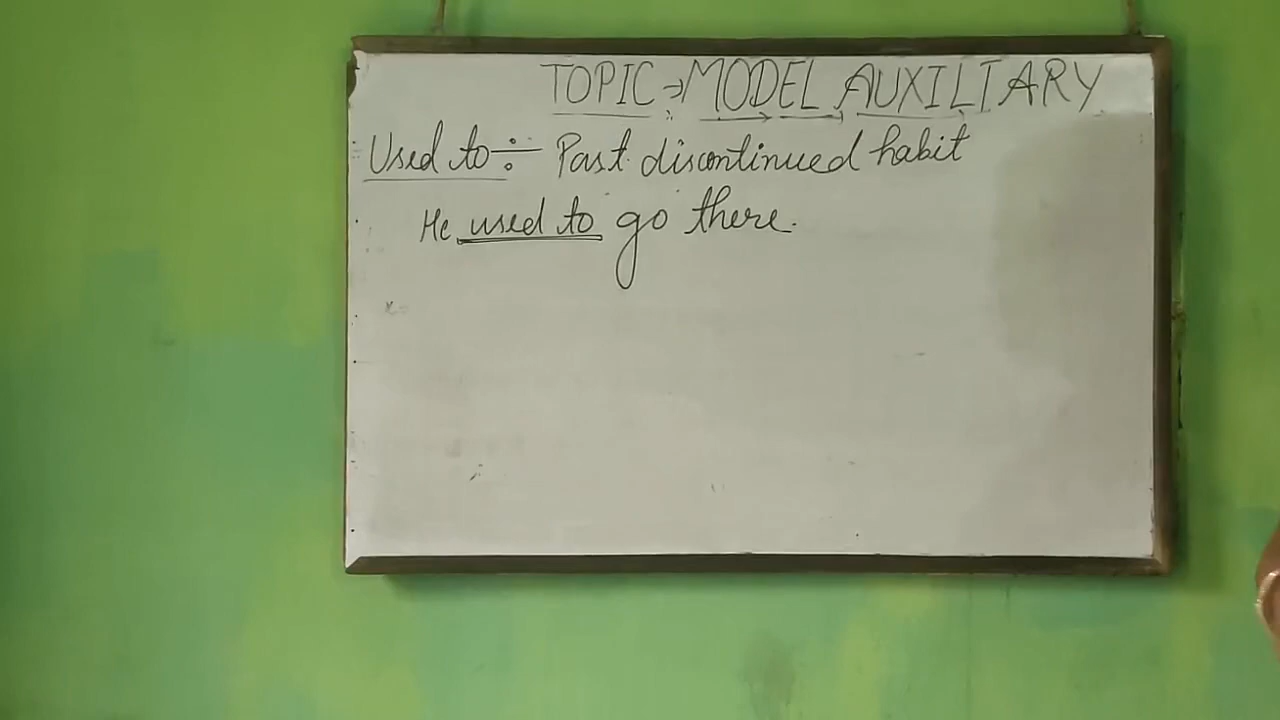 TOPIC → MODEL AUXILIARY
Used to ÷ Past discontinued habit
He used to go there.